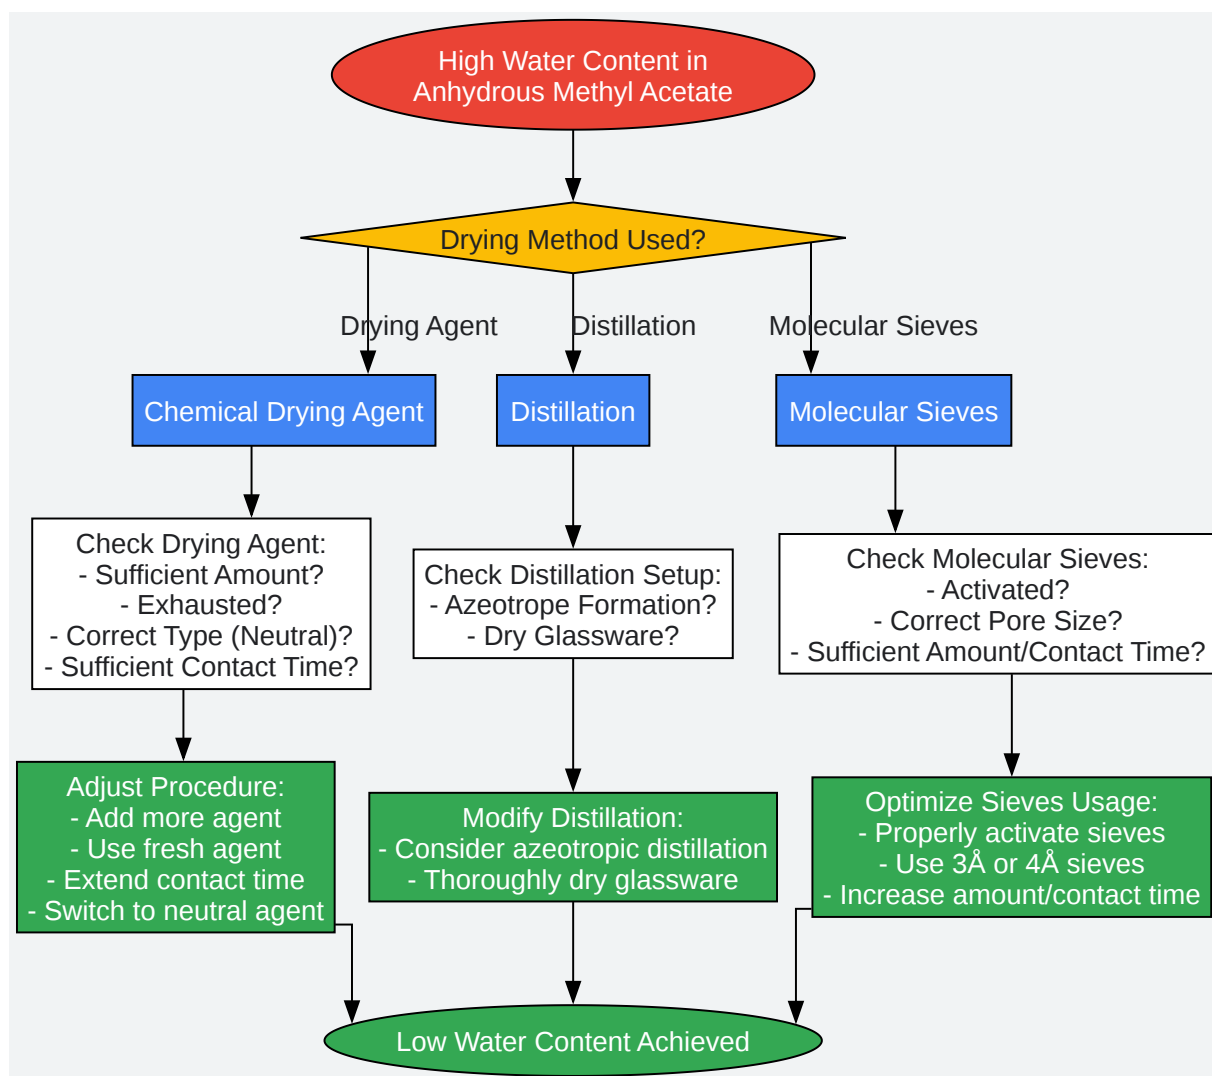 High Water Content in
Anhydrous Methyl Acetate
Drying Method Used?
Drying Agent
Distillation
Molecular Sieves
Chemical Drying Agent
Distillation
Molecular Sieves
Check Drying Agent:
- Sufficient Amount?
- Exhausted?
- Correct Type (Neutral)?
- Sufficient Contact Time?
Check Distillation Setup:
- Azeotrope Formation?
- Dry Glassware?
Check Molecular Sieves:
- Activated?
- Correct Pore Size?
- Sufficient Amount/Contact Time?
Adjust Procedure:
- Add more agent
- Use fresh agent
- Extend contact time
- Switch to neutral agent
Modify Distillation:
- Consider azeotropic distillation
- Thoroughly dry glassware
Optimize Sieves Usage:
- Properly activate sieves
- Use 3Å or 4Å sieves
- Increase amount/contact time
Low Water Content Achieved